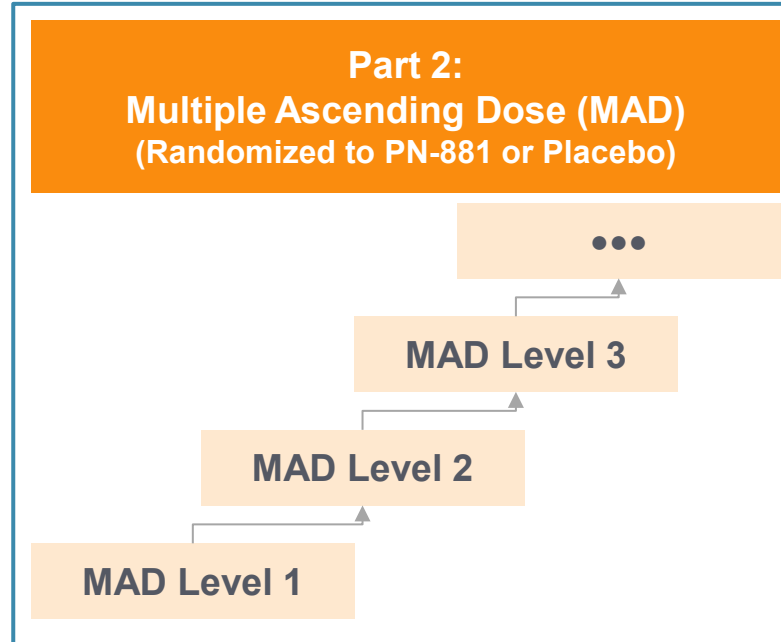 Part 2:
Multiple Ascending Dose (MAD)
(Randomized to PN-881 or Placebo)
•••
MAD Level 3
MAD Level 2
MAD Level 1